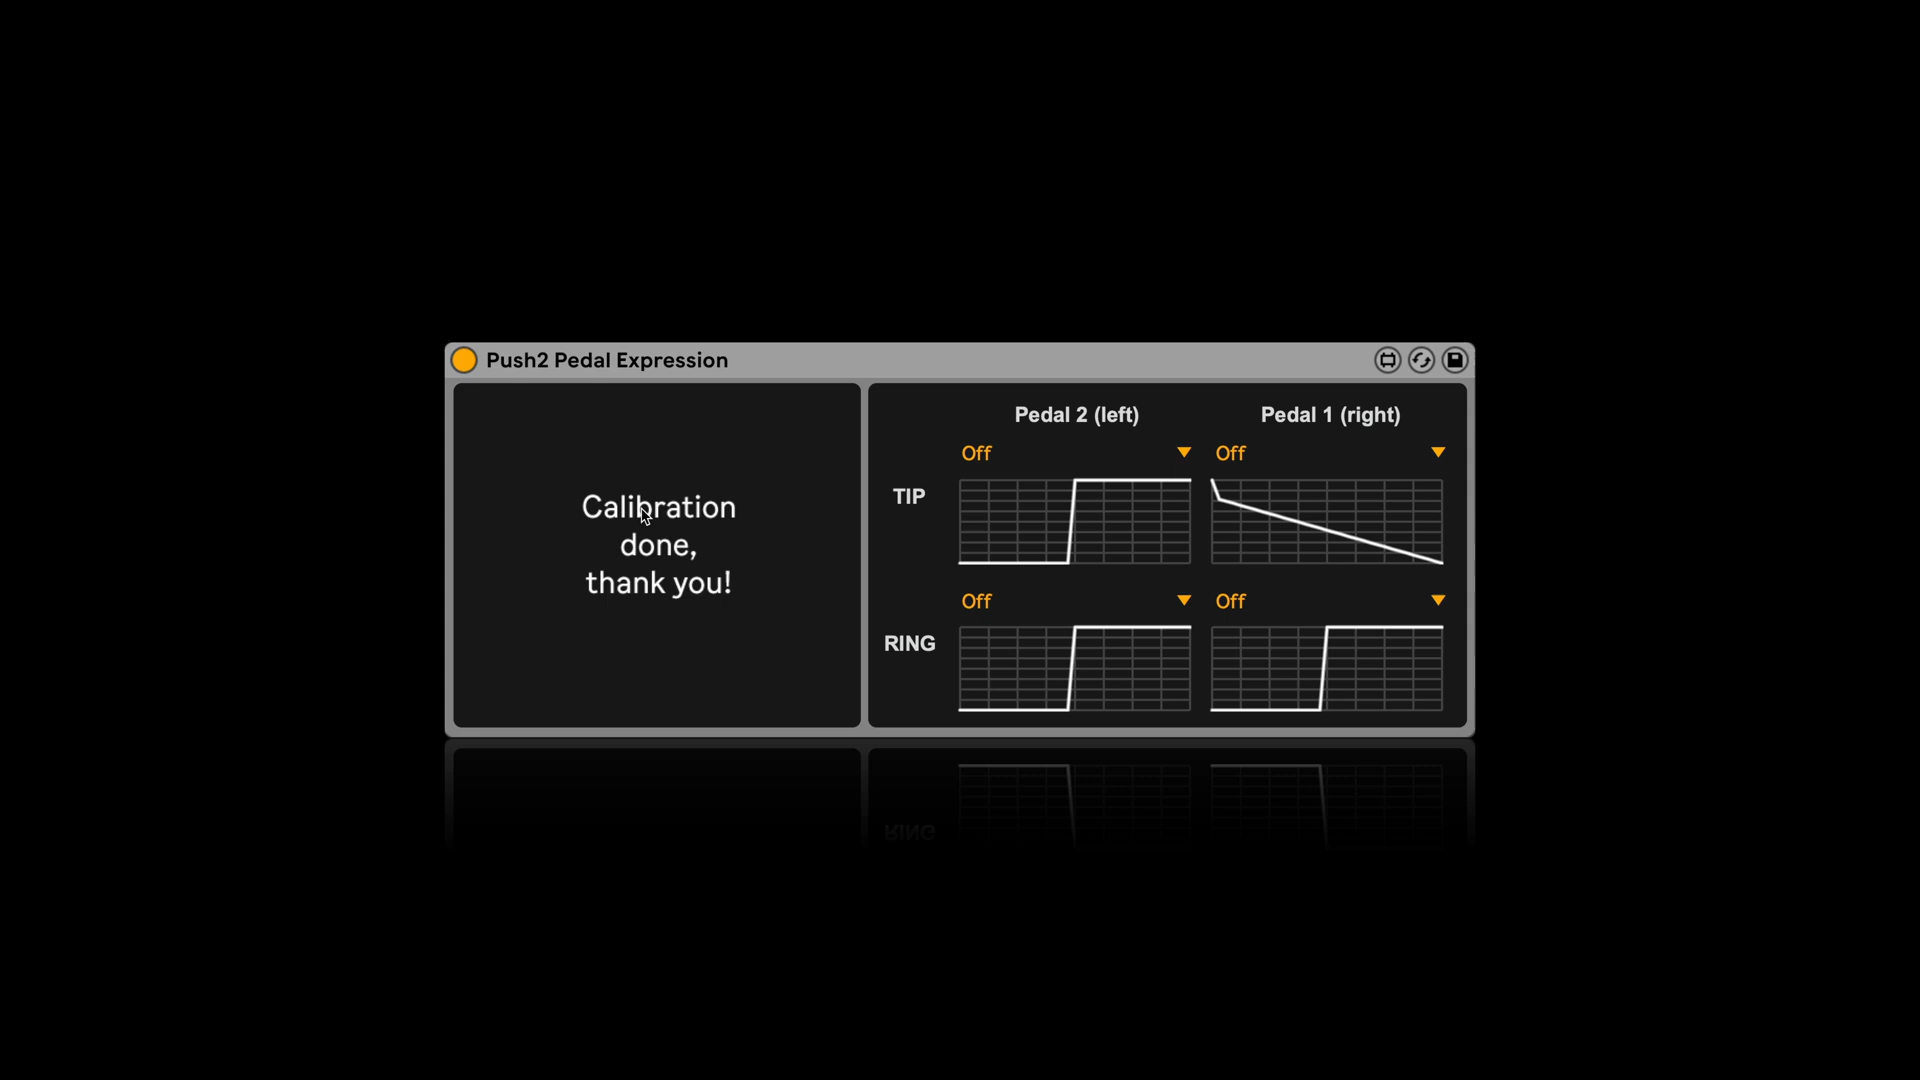 Push2 Pedal Expression
Calibration
done,
thank you!
Pedal 2 (left)
Pedal 1 (right)
Off
Off
TIP
Off
Off
RING
RING